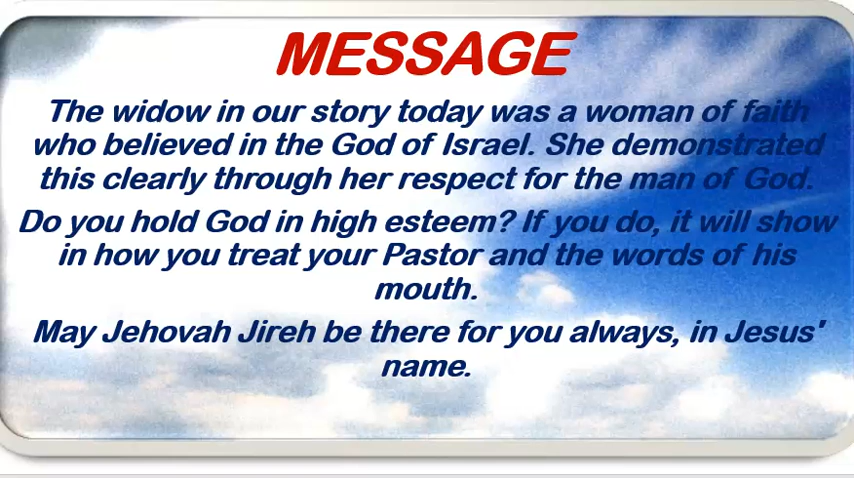 MESSAGE
The widow in our story today was a woman of faith
who believed in the God of Israel. She demonstrated
this clearly through her respect for the man of God.
Do you hold God in high esteem? If you do, it will show
in how you treat your Pastor and the words of his
mouth.
May Jehovah Jireh be there for you always, in Jesus'
name.